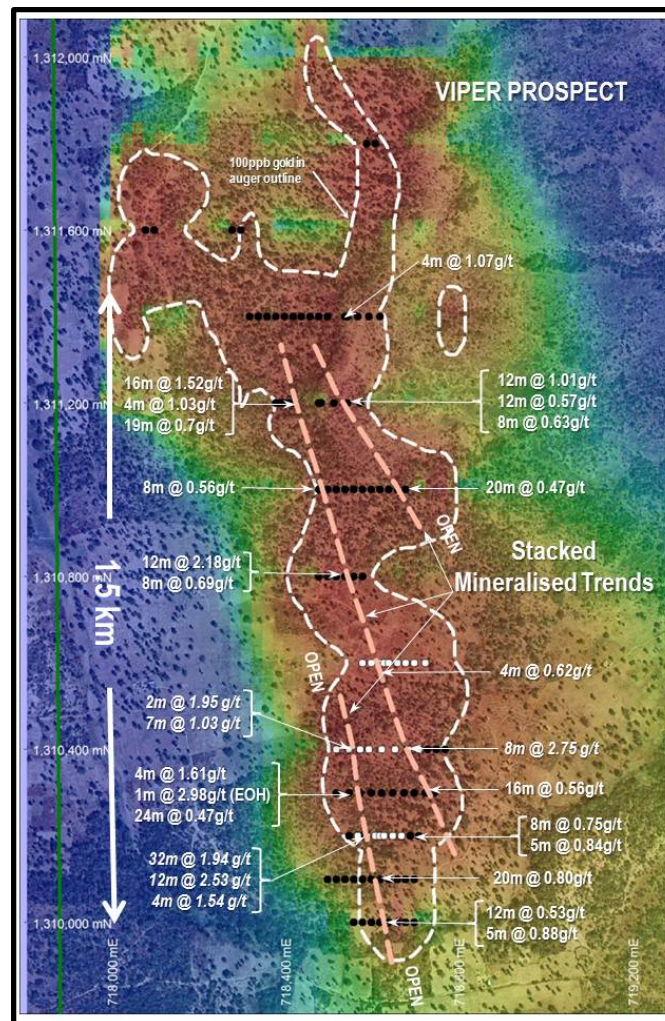 1,312,000 mN
VIPER PROSPECT
100ppb gold in
auger outline
1,311,600 mN
4m @ 1.07g/t
16m @ 1.52g/t
4m @ 1.03g/t
19m @ 0.7g/t
12m @ 1.01g/t
12m @ 0.57g/t
8m @ 0.63g/t
1,311,200 mN
8m @ 0.56g/t
20m @ 0.47g/t
OPEN
Stacked
Mineralised Trends
12m @ 2.18g/t
8m @ 0.69g/t
1,310,800 mN
1.5 km
OPEN
4m @ 0.62g/t
2m @ 1.95 g/t
7m @ 1.03 g/t
1,310,400 mN
8m @ 2.75 g/t
4m @ 1.61g/t
1m @ 2.98g/t (EOH)
24m @ 0.47g/t
16m @ 0.56g/t
8m @ 0.75g/t
5m @ 0.84g/t
32m @ 1.94 g/t
12m @ 2.53 g/t
4m @ 1.54 g/t
20m @ 0.80g/t
1,310,000 mN
12m @ 0.53g/t
5m @ 0.88g/t
OPEN
718,000 mE
718,400 mE
719,200 mE